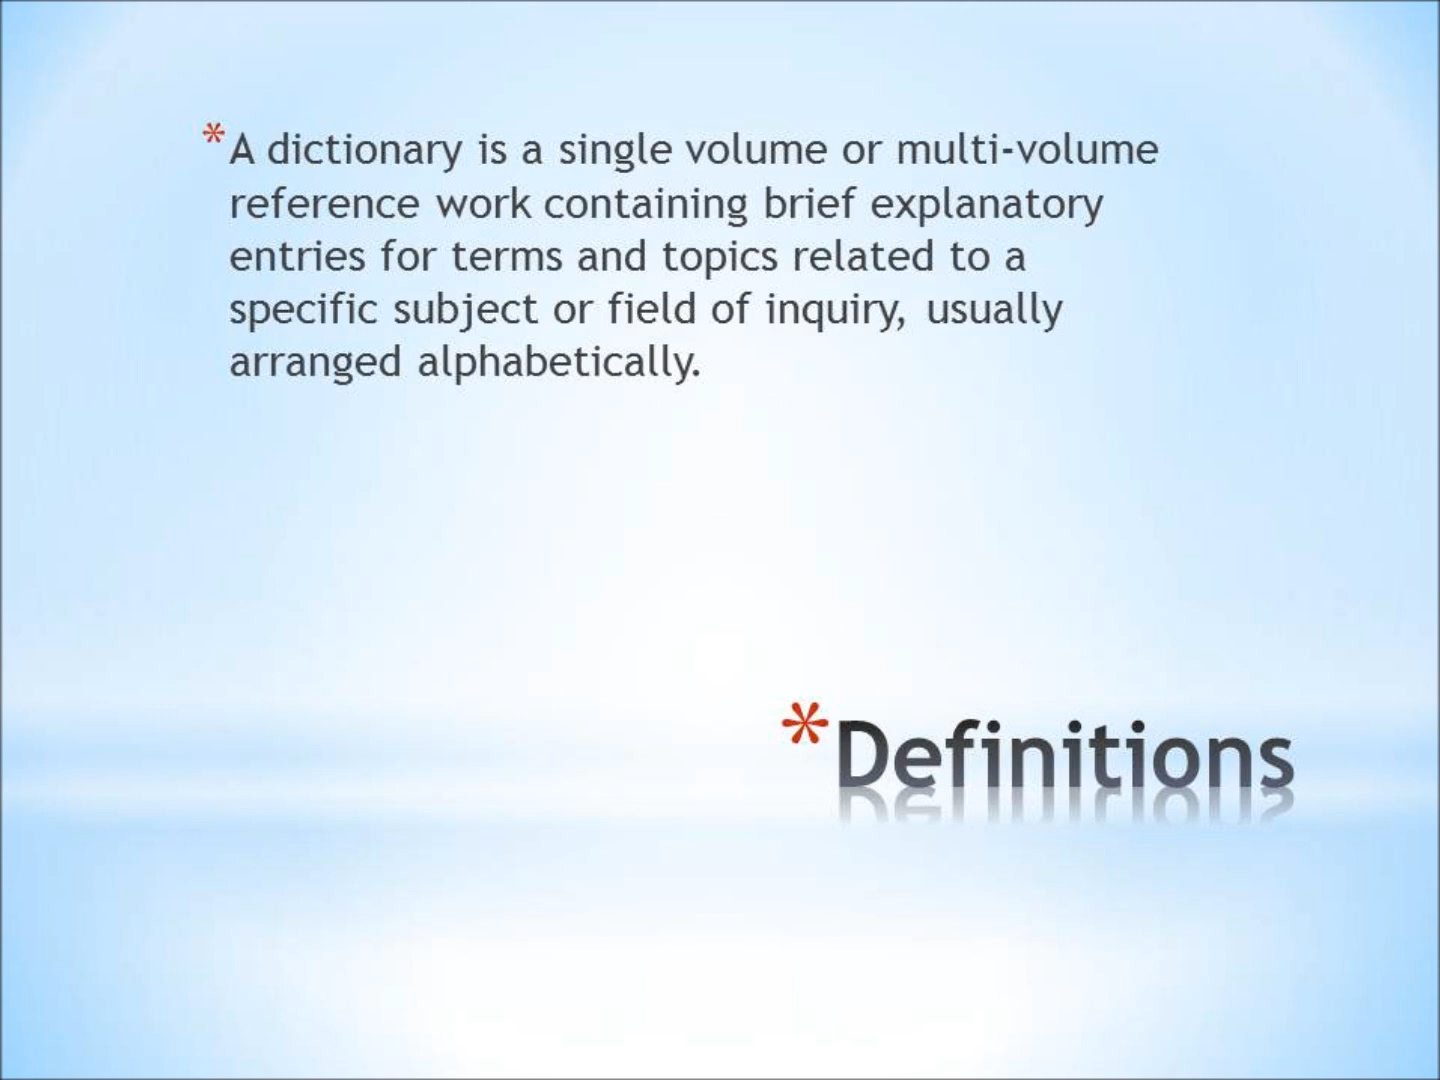 * A dictionary is a single volume or multi-volume
reference work containing brief explanatory
entries for terms and topics related to a
specific subject or field of inquiry, usually
arranged alphabetically.
* Definitions